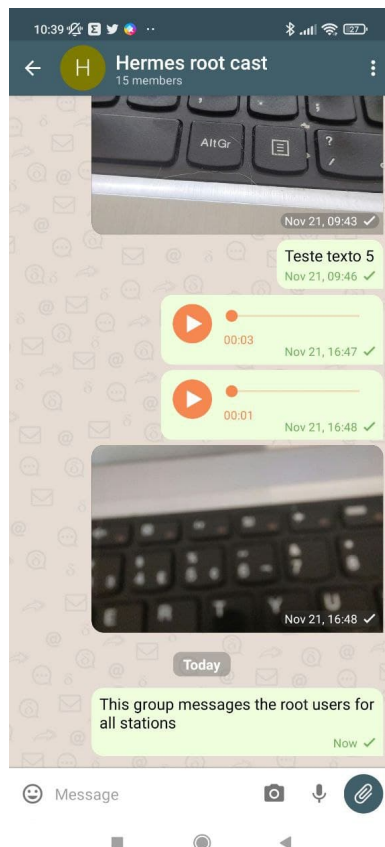 10:39
27
H
Hermes root cast
15 members
AltGr
?
/
Nov 21, 09:43
Teste texto 5
Nov 21, 09:46
00:03
Nov 21, 16:47
00:01
Nov 21, 16:48
E R T Y U
Nov 21, 16:48
Today
This group messages the root users for
all stations
Now
Message